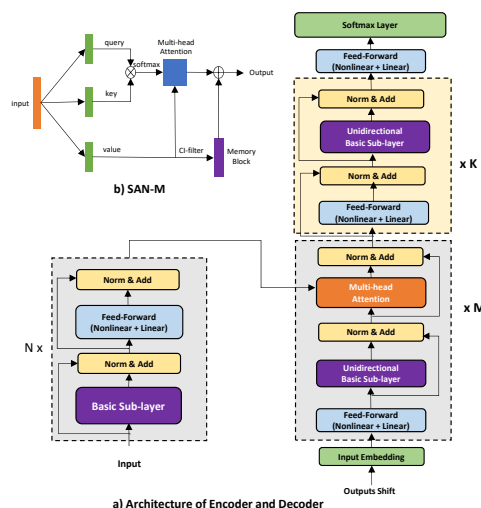 query
softmax
Multi-head
Attention
input
key
Output
value
CI-filter
Memory
Block
b) SAN-M
Softmax Layer
Feed-Forward
(Nonlinear + Linear)
Norm & Add
Unidirectional
Basic Sub-layer
Norm & Add
Feed-Forward
(Nonlinear + Linear)
x K
Norm & Add
Multi-head
Attention
Norm & Add
Unidirectional
Basic Sub-layer
Feed-Forward
(Nonlinear + Linear)
x M
Input Embedding
Outputs Shift
Norm & Add
Feed-Forward
(Nonlinear + Linear)
Norm & Add
Basic Sub-layer
N x
Input
a) Architecture of Encoder and Decoder